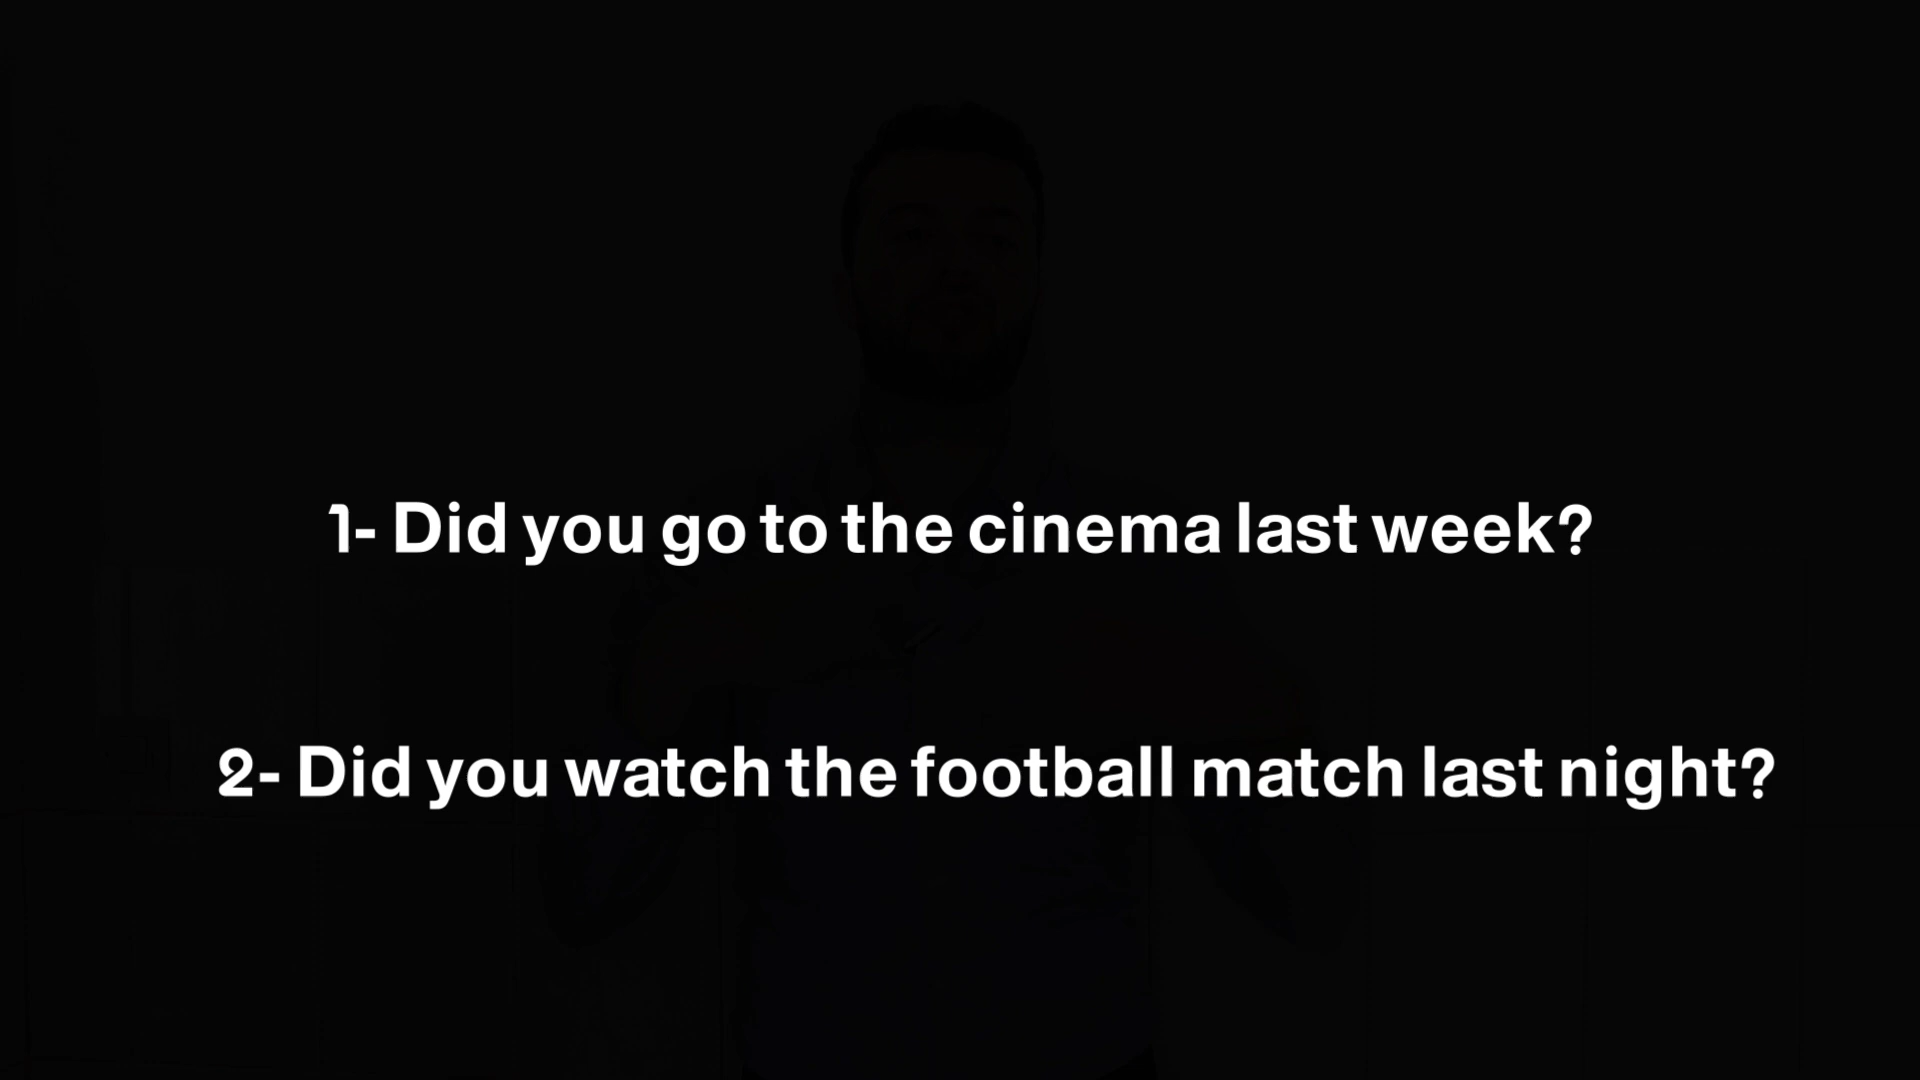 1- Did you go to the cinema last week?
2- Did you watch the football match last night?